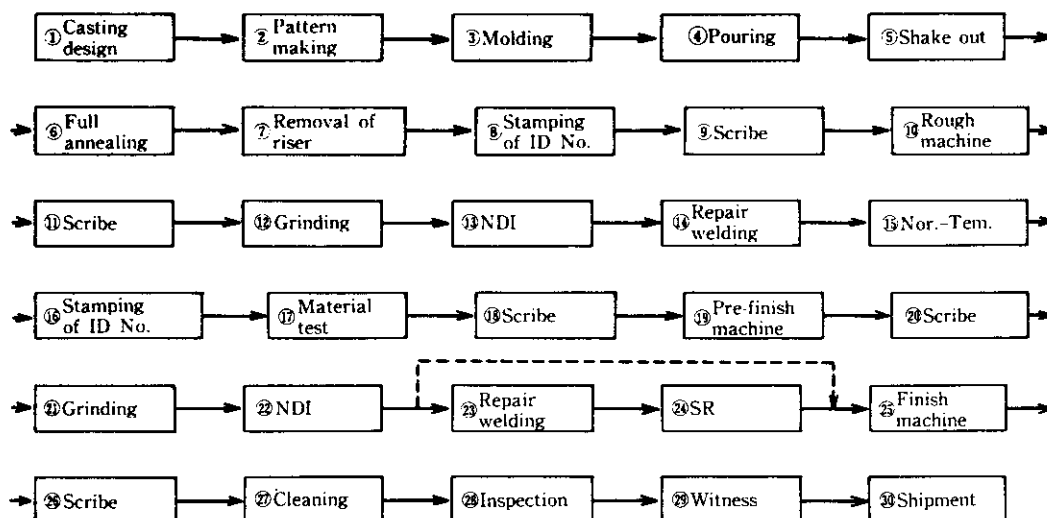 ①Casting design
②Pattern making
③Molding
④Pouring
⑤Shake out
⑥Full annealing
⑦Removal of riser
⑧Stamping of ID No.
⑨Scribe
⑩Rough machine
⑪Scribe
⑫Grinding
⑬NDI
⑭Repair welding
⑮Nor.-Tem.
⑯Stamping of ID No.
⑰Material test
⑱Scribe
⑲Pre-finish machine
⑳Scribe
㉑Grinding
㉒NDI
㉓Repair welding
㉔SR
㉕Finish machine
㉖Scribe
㉗Cleaning
㉘Inspection
㉙Witness
㉚Shipment